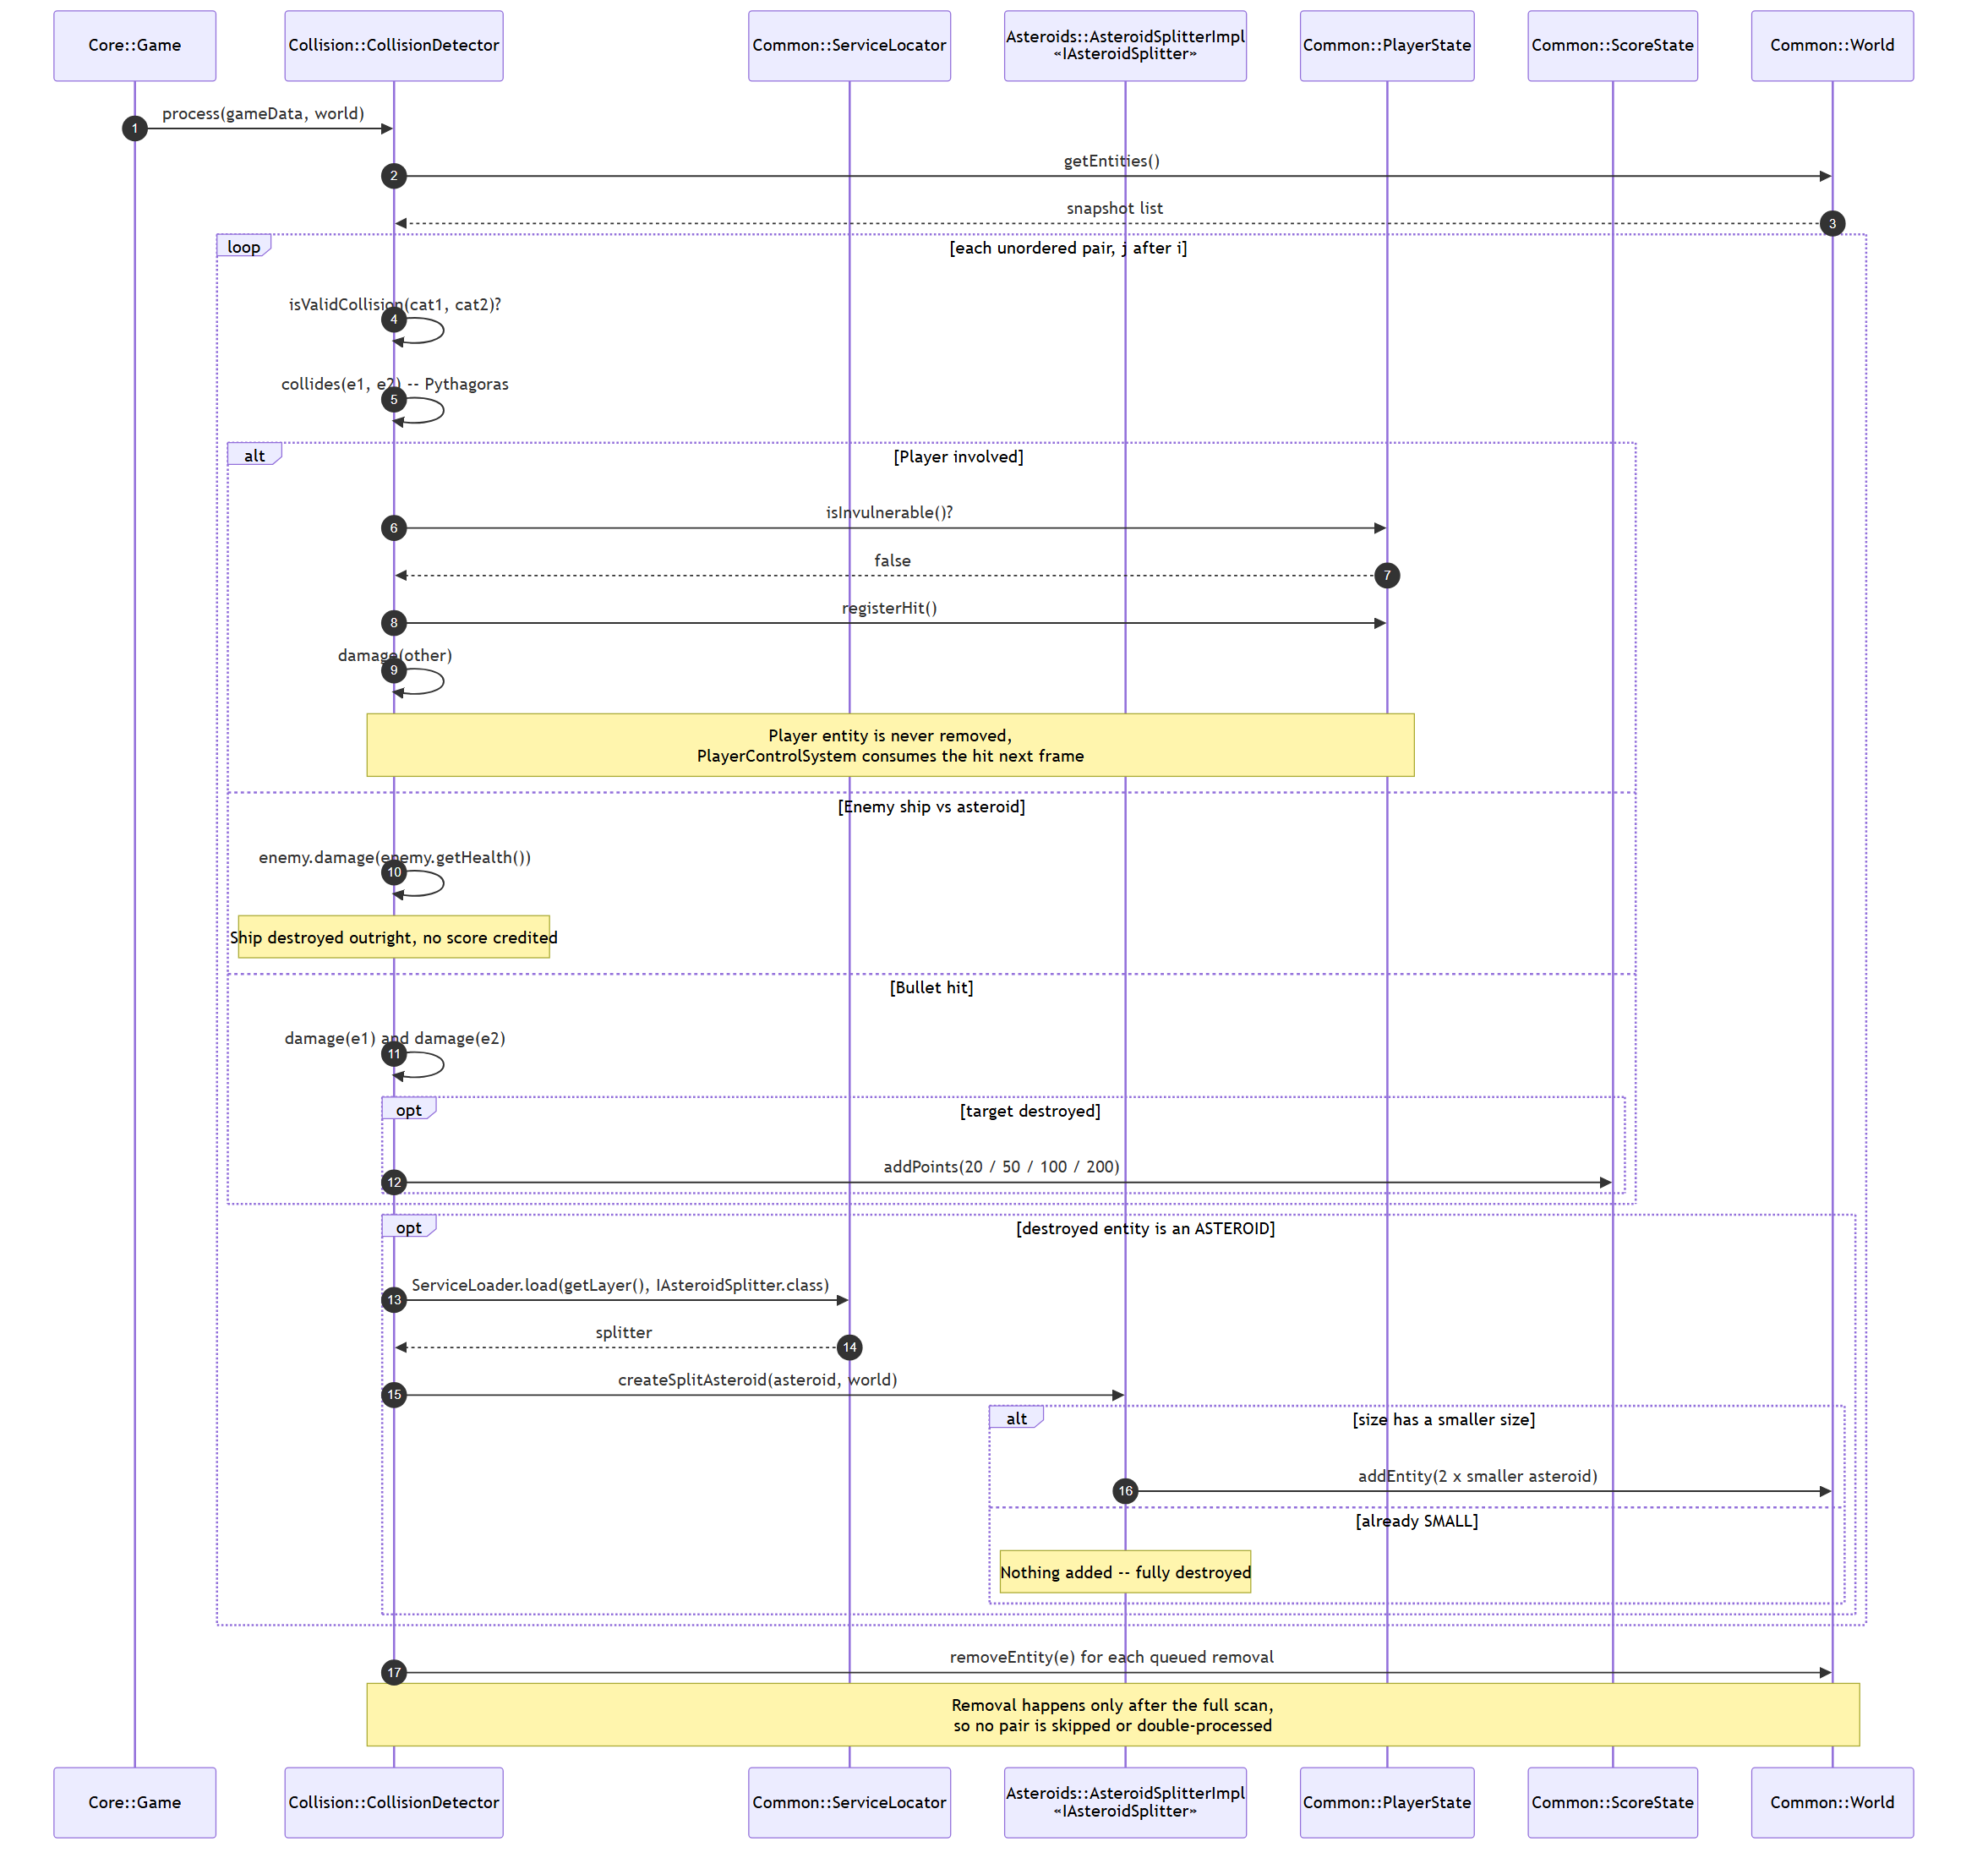 Core::Game
Collision::CollisionDetector
Common::ServiceLocator
Asteroids::AsteroidSplitterImpl
«IAsteroidSplitter»
Common::PlayerState
Common::ScoreState
Common::World
1
process(gameData, world)
2
getEntities()
snapshot list
3
loop
[each unordered pair, j after i]
isValidCollision(cat1, cat2)?
4
collides(e1, e2) -- Pythagoras
5
alt
[Player involved]
6
isInvulnerable()?
false
7
8
registerHit()
damage(other)
9
Player entity is never removed,
PlayerControlSystem consumes the hit next frame
[Enemy ship vs asteroid]
enemy.damage(enemy.getHealth())
10
Ship destroyed outright, no score credited
[Bullet hit]
damage(e1) and damage(e2)
11
opt
[target destroyed]
addPoints(20 / 50 / 100 / 200)
12
opt
[destroyed entity is an ASTEROID]
ServiceLoader.load(getLayer(), IAsteroidSplitter.class)
13
splitter
14
createSplitAsteroid(asteroid, world)
15
alt
[size has a smaller size]
addEntity(2 x smaller asteroid)
16
[already SMALL]
Nothing added -- fully destroyed
removeEntity(e) for each queued removal
17
Removal happens only after the full scan,
so no pair is skipped or double-processed
Core::Game
Collision::CollisionDetector
Common::ServiceLocator
Asteroids::AsteroidSplitterImpl
«IAsteroidSplitter»
Common::PlayerState
Common::ScoreState
Common::World